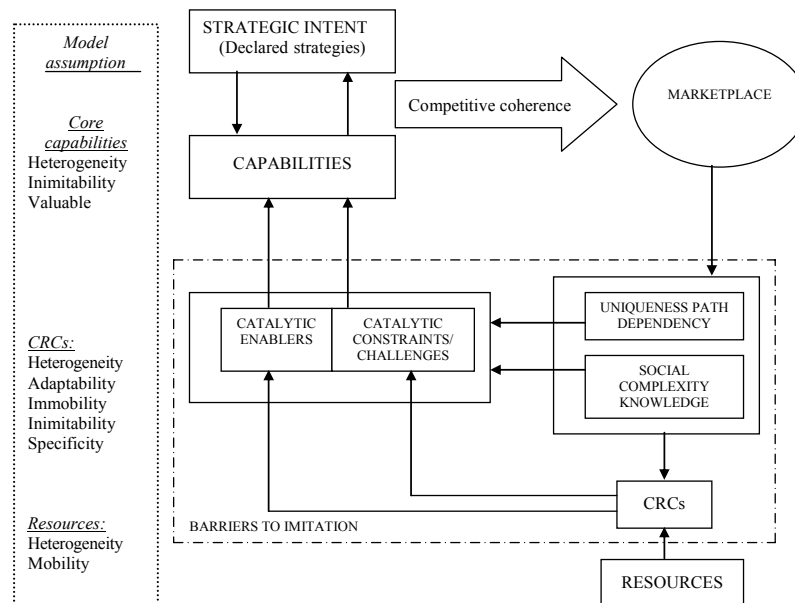 Model
assumption
Core
capabilities
Heterogeneity
Inimitability
Valuable
CRCs:
Heterogeneity
Adaptability
Immobility
Inimitability
Specificity
Resources:
Heterogeneity
Mobility
STRATEGIC INTENT
(Declared strategies)
Competitive coherence
MARKETPLACE
CAPABILITIES
CATALYTIC
ENABLERS
CATALYTIC
CONSTRAINTS/
CHALLENGES
UNIQUENESS PATH
DEPENDENCY
SOCIAL
COMPLEXITY
KNOWLEDGE
CRCs
BARRIERS TO IMITATION
RESOURCES